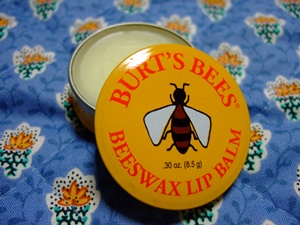 BURT'S BEES®
.30 oz. (8.5 g)
BEESWAX LIP BALM